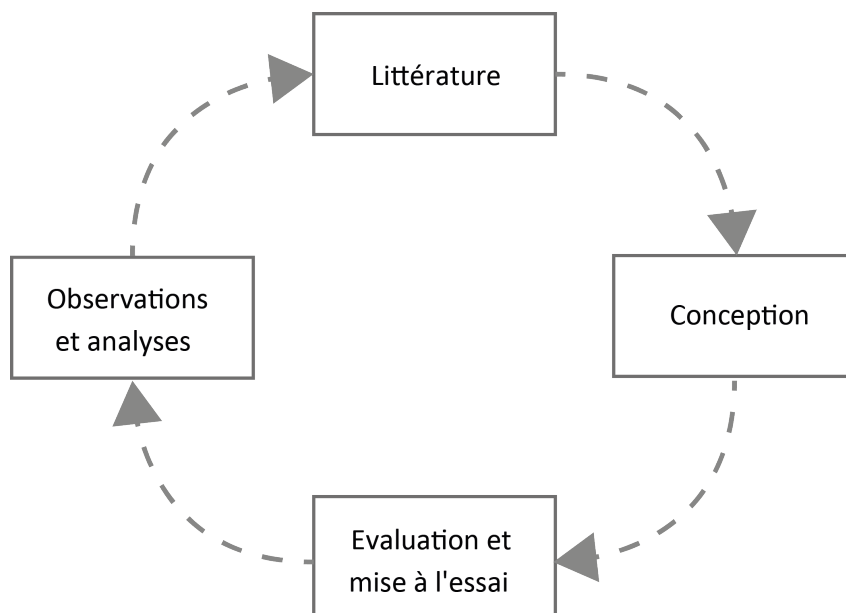 Littérature
Conception
Evaluation et
mise à l'essai
Observations
et analyses